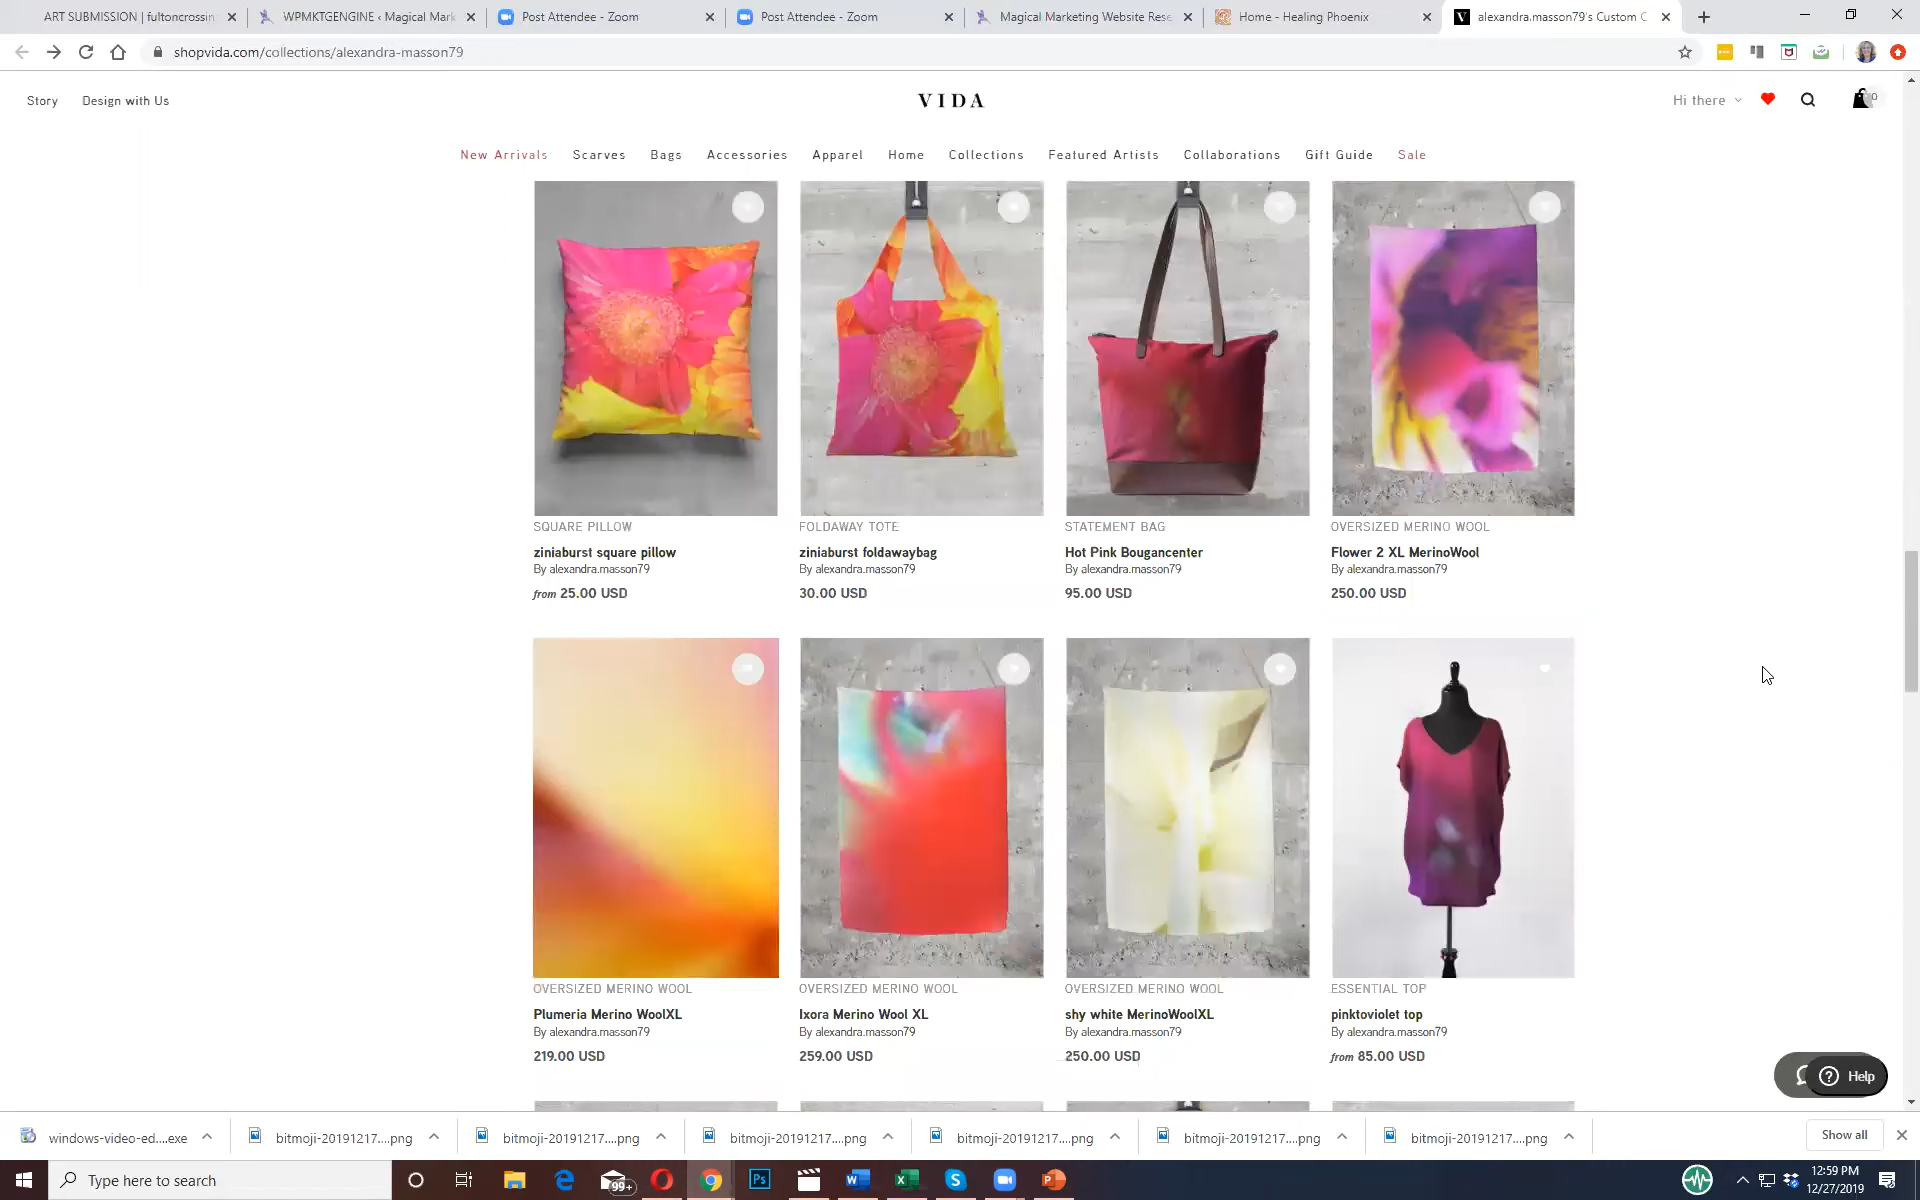 ART SUBMISSION | fultoncrossin
WPMKTGENGINE ‹ Magical Mark
Post Attendee - Zoom
Post Attendee - Zoom
Magical Marketing Website Rese
Home - Healing Phoenix
alexandra.masson79's Custom C
shopvida.com/collections/alexandra-masson79
Story
Design with Us
VIDA
Hi there
0
New Arrivals
Scarves
Bags
Accessories
Apparel
Home
Collections
Featured Artists
Collaborations
Gift Guide
Sale
SQUARE PILLOW
ziniaburst square pillow
By alexandra.masson79
from 25.00 USD
FOLDAWAY TOTE
ziniaburst foldawaybag
By alexandra.masson79
30.00 USD
STATEMENT BAG
Hot Pink Bougancenter
By alexandra.masson79
95.00 USD
OVERSIZED MERINO WOOL
Flower 2 XL MerinoWool
By alexandra.masson79
250.00 USD
OVERSIZED MERINO WOOL
Plumeria Merino WoolXL
By alexandra.masson79
219.00 USD
OVERSIZED MERINO WOOL
Ixora Merino Wool XL
By alexandra.masson79
259.00 USD
OVERSIZED MERINO WOOL
shy white MerinoWoolXL
By alexandra.masson79
250.00 USD
ESSENTIAL TOP
pinktoviolet top
By alexandra.masson79
from 85.00 USD
Help
windows-video-ed....exe
bitmoji-20191217....png
bitmoji-20191217....png
bitmoji-20191217....png
bitmoji-20191217....png
bitmoji-20191217....png
bitmoji-20191217....png
Show all
Type here to search
99+
12:59 PM
12/27/2019